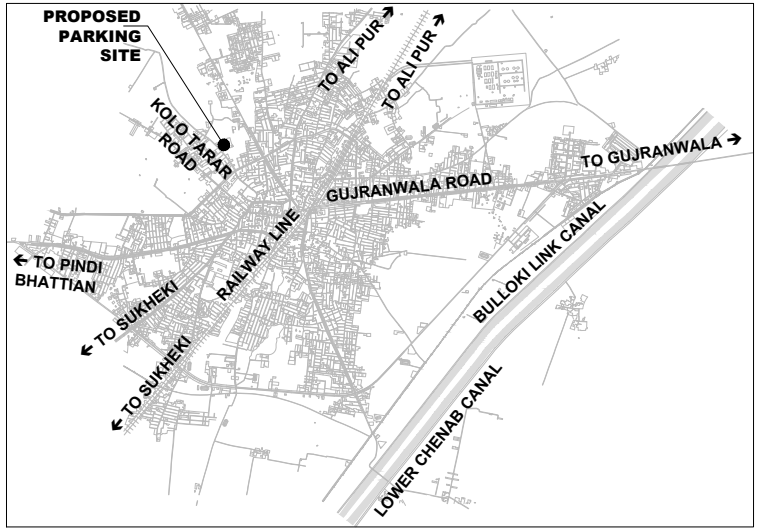 PROPOSED
PARKING
SITE
TO ALI PUR
TO ALI PUR
KOLO TARAR
ROAD
TO GUJRANWALA
GUJRANWALA ROAD
RAILWAY LINE
BULLOKI LINK CANAL
TO PINDI
BHATTIAN
TO SUKHEKI
TO SUKHEKI
LOWER CHENAB CANAL